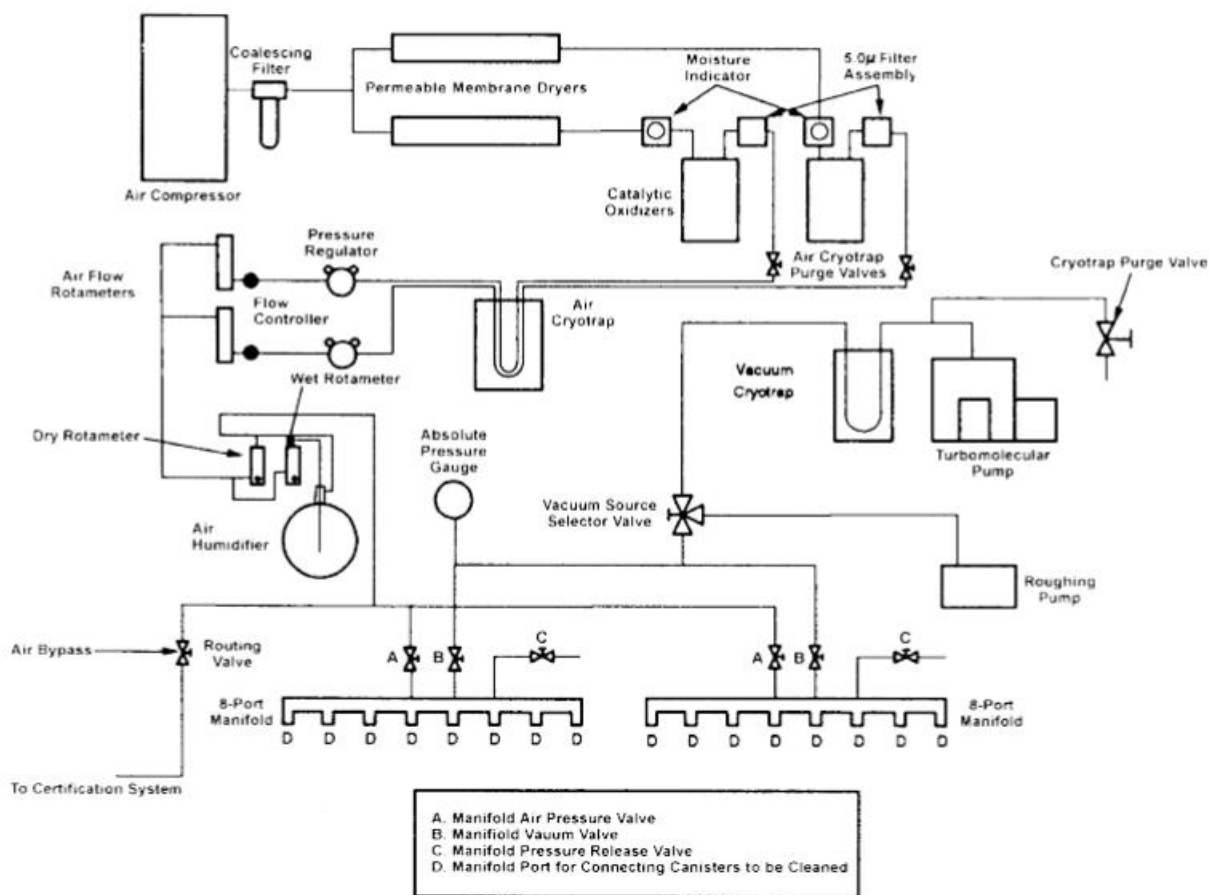 Coalescing
Filter
Permeable Membrane Dryers
Moisture
Indicator
5.0µ Filter
Assembly
Air Compressor
Catalytic
Oxidizers
Air Cryotrap
Purge Valves
Cryotrap Purge Valve
Pressure
Regulator
Air Flow
Rotameters
Flow
Controller
Air
Cryotrap
Wet Rotameter
Vacuum
Cryotrap
Dry Rotameter
Absolute
Pressure
Gauge
Turbomolecular
Pump
Vacuum Source
Selector Valve
Air
Humidifier
Roughing
Pump
Air Bypass
Routing
Valve
A
B
C
A
B
C
8-Port
Manifold
8-Port
Manifold
D D D D D D D D
D D D D D D D D
To Certification System
A. Manifold Air Pressure Valve
B. Manifiold Vauum Valve
C. Manifold Pressure Release Valve
D. Manifold Port for Connecting Canisters to be Cleaned